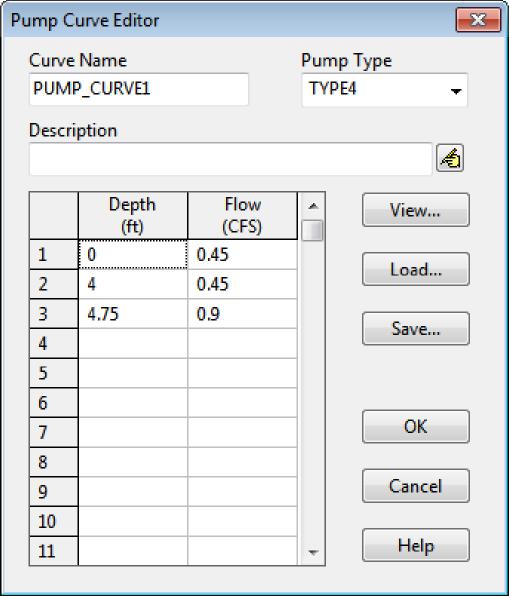 Pump Curve Editor
Curve Name
Pump Type
PUMP_CURVE1
TYPE4
Description
Depth (ft)
Flow (CFS)
1 0 0.45
2 4 0.45
3 4.75 0.9
4
5
6
7
8
9
10
11
View...
Load...
Save...
OK
Cancel
Help